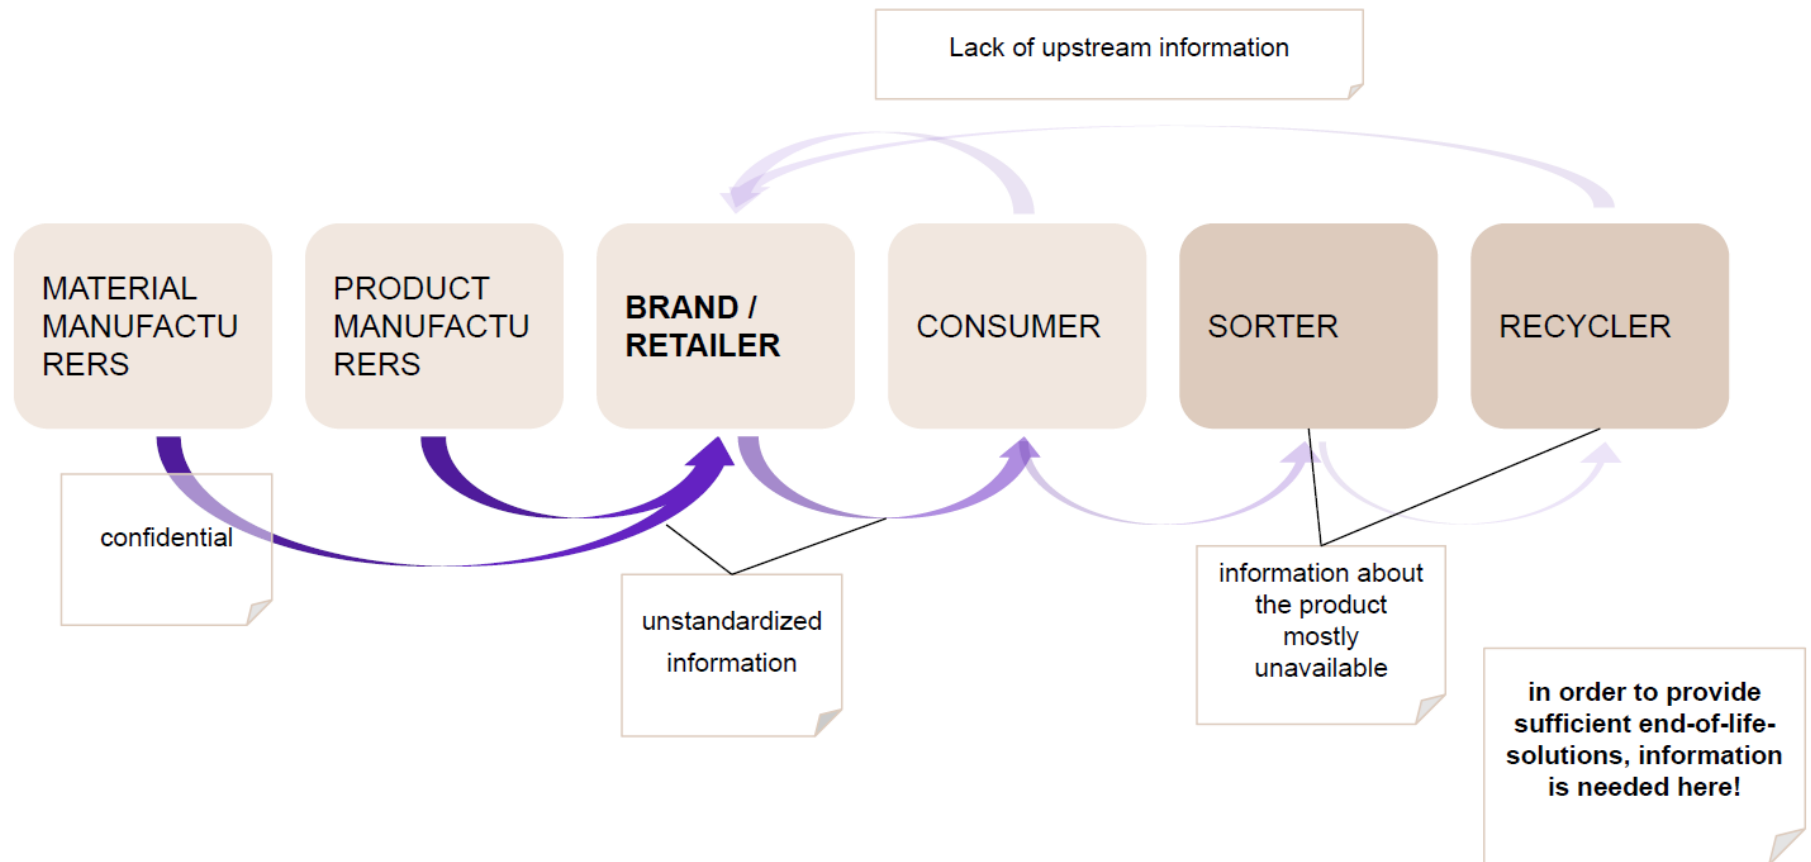 Lack of upstream information
MATERIAL
MANUFACTU
RERS
PRODUCT
MANUFACTU
RERS
BRAND /
RETAILER
CONSUMER
SORTER
RECYCLER
confidential
unstandardized
information
information about
the product
mostly
unavailable
in order to provide
sufficient end-of-life-
solutions, information
is needed here!